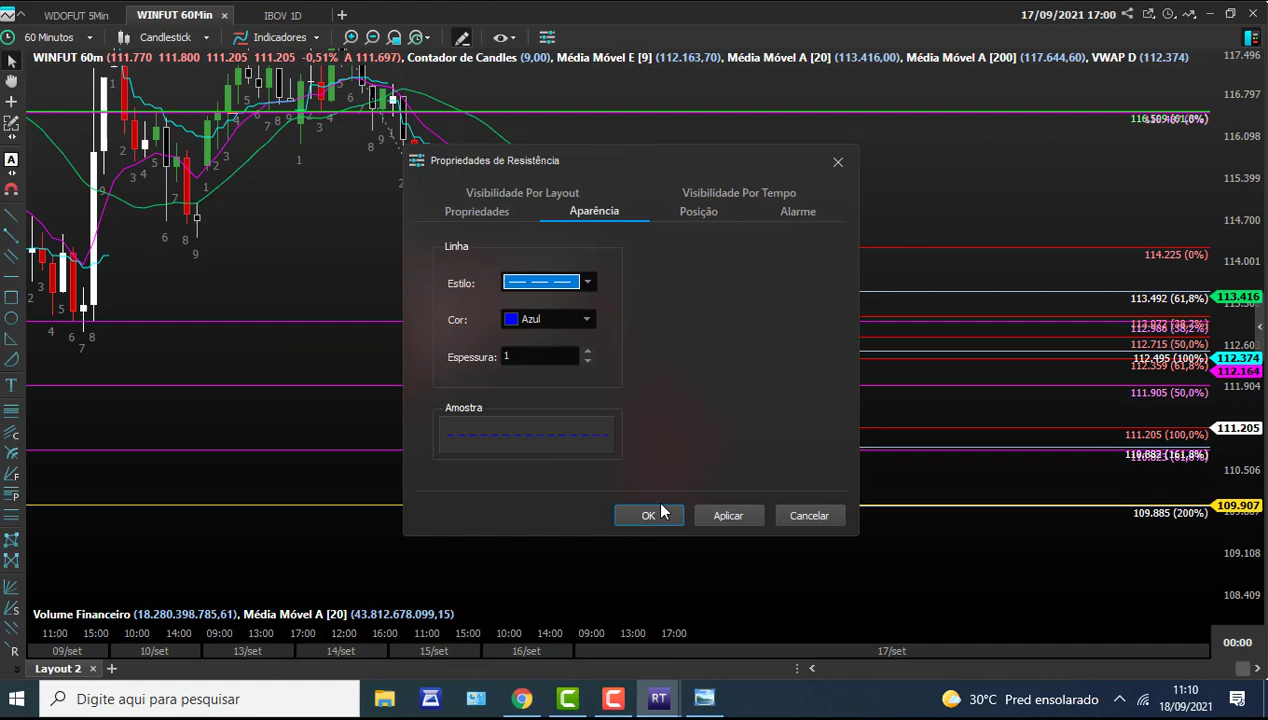 WDOFUT 5Min
WINFUT 60Min
IBOV 1D
17/09/2021 17:00
60 Minutos
Candlestick
Indicadores
WINFUT 60m (111.770 111.800 111.205 111.205 -0,51% A 111.697), Contador de Candles (9,00), Média Móvel E [9] (112.163,70), Média Móvel A [20] (113.416,00), Média Móvel A [200] (117.644,60), VWAP D (112.374)
117.496
116.797
116.098
115.399
114.700
114.225 (0%)
114.001
113.492 (61,8%)
113.416
112.715 (50,0%)
112.495 (100%)
112.374
112.359 (61,8%)
112.164
111.905 (50,0%)
111.904
111.205 (100,0%)
111.205
110.506
109.907
109.885 (200%)
109.108
108.409
Propriedades de Resistência
Visibilidade Por Layout
Visibilidade Por Tempo
Propriedades
Aparência
Posição
Alarme
Linha
Estilo:
Cor:
Azul
Espessura:
1
Amostra
OK
Aplicar
Cancelar
Volume Financeiro (18.280.398.785,61), Média Móvel A [20] (43.812.678.099,15)
11:00 15:00 10:00 14:00 09:00 13:00 17:00 12:00 16:00 11:00 15:00 10:00 14:00 09:00 13:00 17:00
00:00
09/set 10/set 13/set 14/set 15/set 16/set 17/set
Layout 2
Digite aqui para pesquisar
RT
30°C Pred ensolarado
11:10
18/09/2021